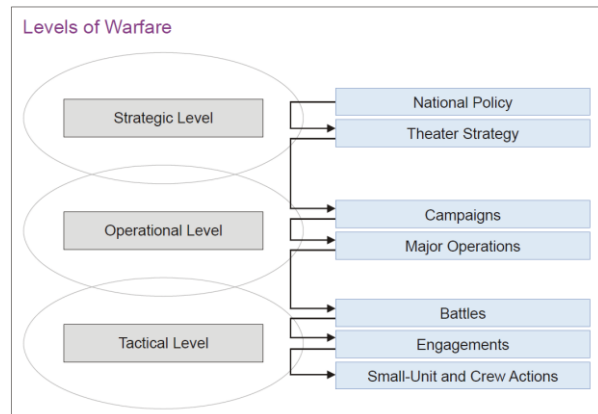 Levels of Warfare
Strategic Level
National Policy
Theater Strategy
Operational Level
Campaigns
Major Operations
Tactical Level
Battles
Engagements
Small-Unit and Crew Actions